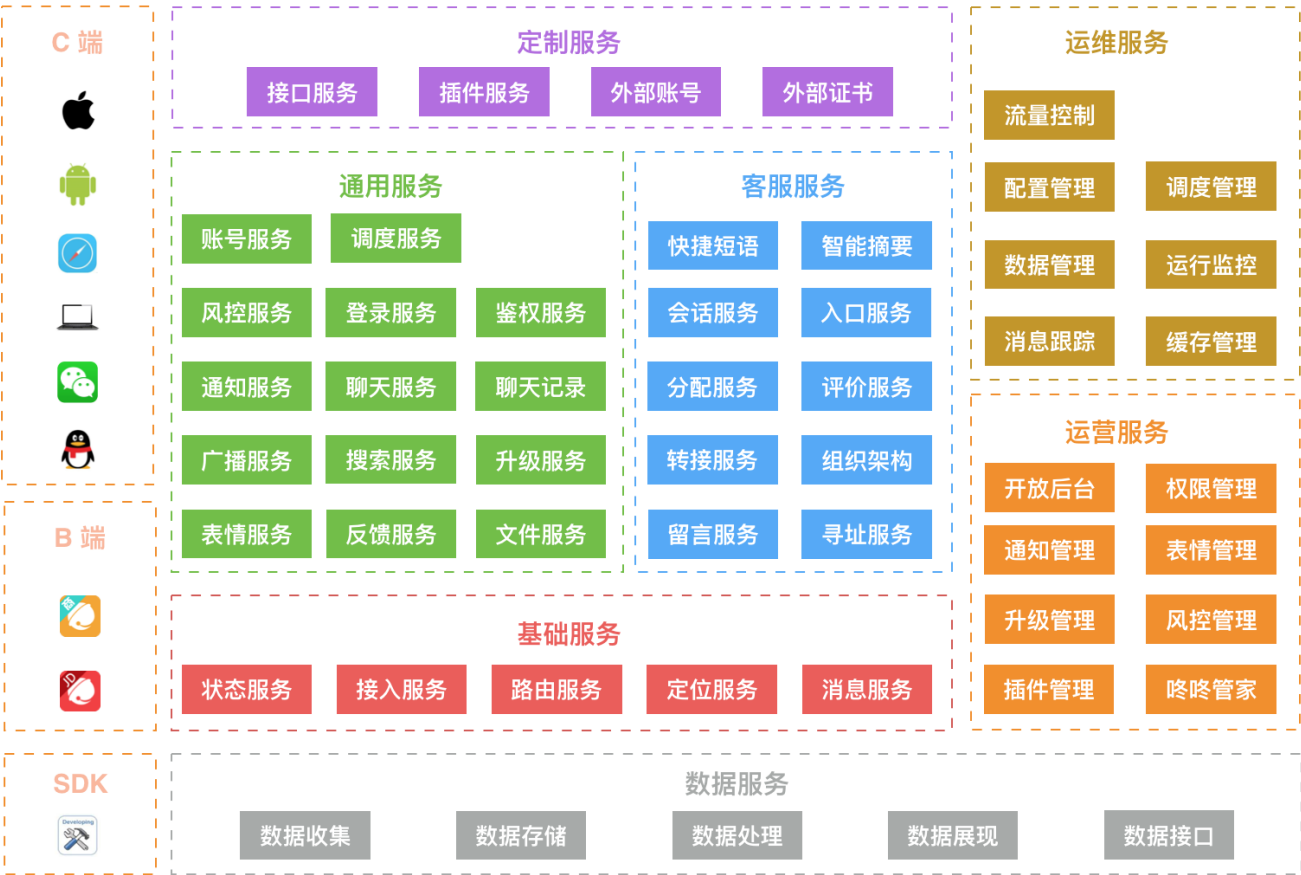 C 端
定制服务
接口服务 插件服务 外部账号 外部证书
通用服务
账号服务 调度服务
风控服务 登录服务 鉴权服务
通知服务 聊天服务 聊天记录
广播服务 搜索服务 升级服务
表情服务 反馈服务 文件服务
客服服务
快捷短语 智能摘要
会话服务 入口服务
分配服务 评价服务
转接服务 组织架构
留言服务 寻址服务
运维服务
流量控制
配置管理 调度管理
数据管理 运行监控
消息跟踪 缓存管理
运营服务
开放后台 权限管理
通知管理 表情管理
升级管理 风控管理
插件管理 咚咚管家
B 端
JD
基础服务
状态服务 接入服务 路由服务 定位服务 消息服务
SDK
Developing
数据服务
数据收集 数据存储 数据处理 数据展现 数据接口